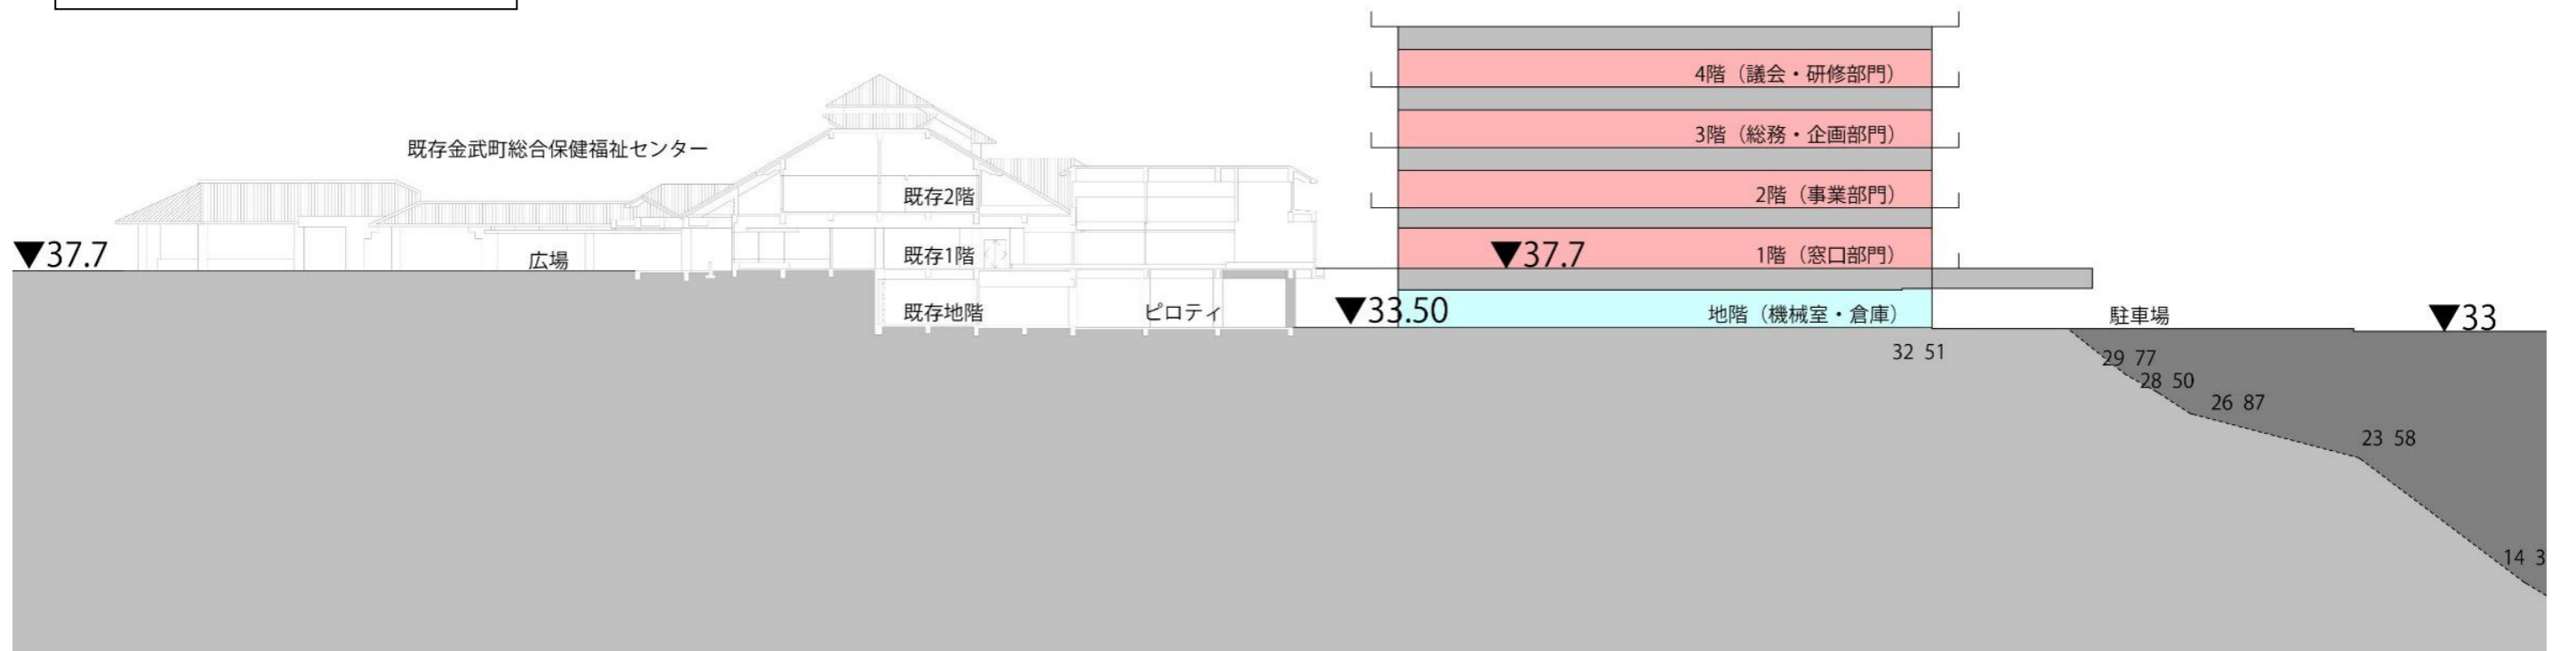 4階（議会・研修部門）
3階（総務・企画部門）
既存金武町総合保健福祉センター
2階（事業部門）
既存2階
▼37.7
広場
既存1階
▼37.7
1階（窓口部門）
既存地階
ピロティ
▼33.50
地階（機械室・倉庫）
駐車場
▼33
32 51
29 77
28 50
26 87
23 58
14 3